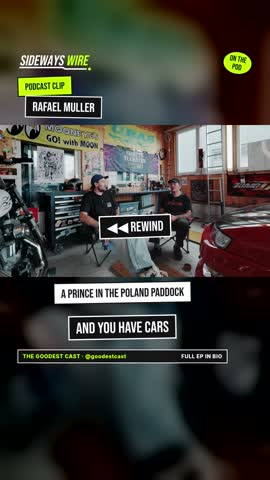 SIDEWAYS WIRE.
ON THE
POD
PODCAST CLIP
RAFAEL MULLER
MOONEYES
GO! with MOON
REWIND
A PRINCE IN THE POLAND PADDOCK
AND YOU HAVE CARS
THE GOODEST CAST · @goodestcast
FULL EP IN BIO